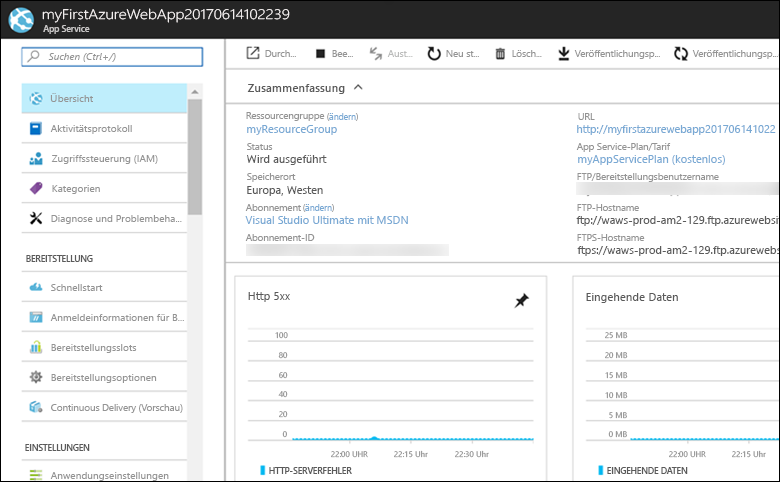 myFirstAzureWebApp20170614102239
App Service
Suchen (Ctrl+/)
Übersicht
Aktivitätsprotokoll
Zugriffssteuerung (IAM)
Kategorien
Diagnose und Problembeha...
BEREITSTELLUNG
Schnellstart
Anmeldeinformationen für B...
Bereitstellungsslots
Bereitstellungsoptionen
Continuous Delivery (Vorschau)
EINSTELLUNGEN
Anwendungseinstellungen
Durch... Bee... Aust... Neu st... Lösch... Veröffentlichungsp... Veröffentlichungsp...
Zusammenfassung
Ressourcengruppe (ändern)
myResourceGroup
Status
Wird ausgeführt
Speicherort
Europa, Westen
Abonnement (ändern)
Visual Studio Ultimate mit MSDN
Abonnement-ID
URL
http://myfirstazurewebapp201706141022
App Service-Plan/Tarif
myAppServicePlan (kostenlos)
FTP/Bereitstellungsbenutzername
FTP-Hostname
ftp://waws-prod-am2-129.ftp.azurewebsite
FTPS-Hostname
ftps://waws-prod-am2-129.ftp.azurewebsi
Http 5xx
100
80
60
40
20
0
22:00 UHR 22:15 Uhr 22:30 Uhr
HTTP-SERVERFEHLER
Eingehende Daten
25 MB
20 MB
15 MB
10 MB
5 MB
0 MB
22:00 UHR 22:15 Uhr
EINGEHENDE DATEN